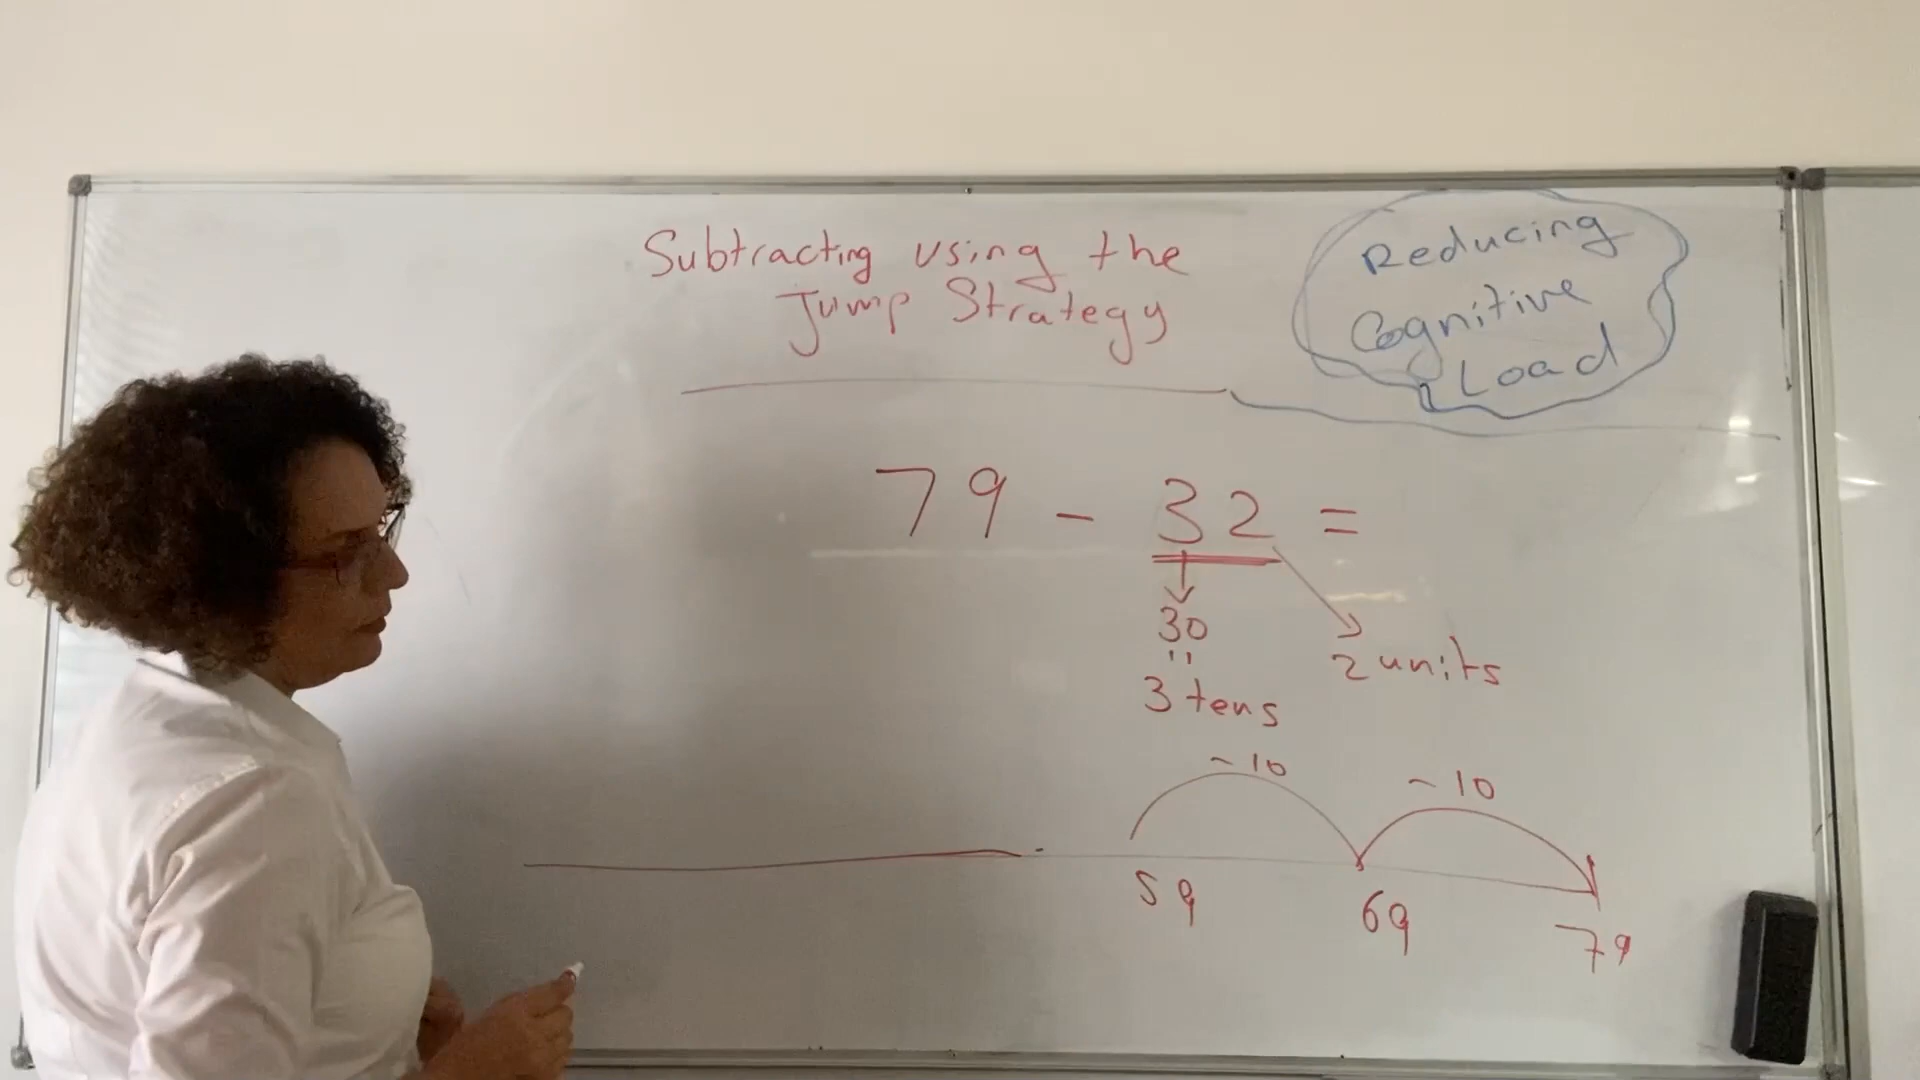 Subtracting using the
Jump Strategy
Reducing
Cognitive
Load
79 - 32 =
30
2 units
3 tens
- 10
- 10
59
69
79